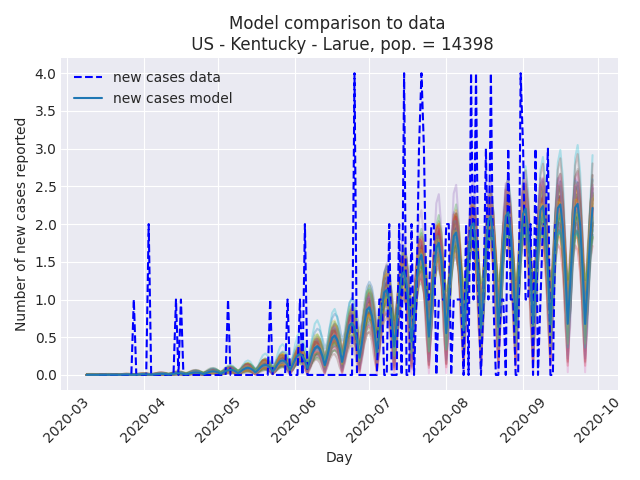 Model comparison to data
US - Kentucky - Larue, pop. = 14398
new cases data
new cases model
Number of new cases reported
4.0
3.5
3.0
2.5
2.0
1.5
1.0
0.5
0.0
2020-03
2020-04
2020-05
2020-06
2020-07
2020-08
2020-09
2020-10
Day